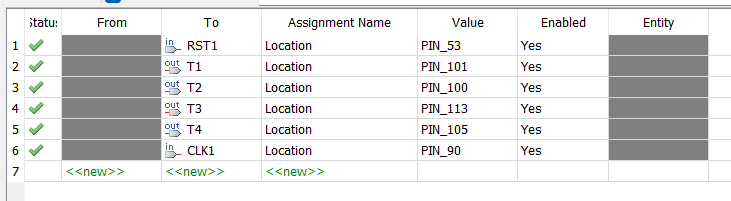 Status From To Assignment Name Value Enabled Entity
1 in RST1 Location PIN_53 Yes
2 out T1 Location PIN_101 Yes
3 out T2 Location PIN_100 Yes
4 out T3 Location PIN_113 Yes
5 out T4 Location PIN_105 Yes
6 in CLK1 Location PIN_90 Yes
7 <<new>> <<new>> <<new>>